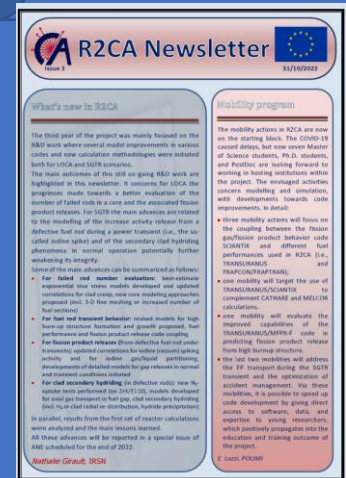 R2CA Newsletter
Issue 3
31/10/2022
What's new in R2CA
The third year of the project was mainly focused on the
R&D work where several model improvements in various
codes and new calculation methodologies were initiated
both for LOCA and SGTR scenarios.
The main outcomes of this still on-going R&D work are
highlighted in this newsletter. It concerns for LOCA the
progresses made towards a better evaluation of the
number of failed rods in a core and the associated fission
product releases. For SGTR the main advances are related
to the modelling of the increase activity release from a
defective fuel rod during a power transient (i.e., the so-
called iodine spike) and of the secondary clad hydriding
phenomena in normal operation potentially further
weakening its integrity.
Some of the main advances can be summarized as follows:
• For failed rod number evaluation: best-estimate
exponential true stress models developed and updated
correlations for clad creep, new core modeling approaches
proposed (incl. 3-D fine meshing or increased number of
fuel sections)
• For fuel rod transient behavior: revised models for high
burn-up structure formation and growth proposed, fuel
performance and fission product release code coupling
• For fission product releases (from defective fuel rod under
transients): updated correlations for iodine (cesium) spiking
activity and for iodine gas/liquid partitioning,
developments of detailed models for gap releases in normal
and transient conditions initiated
• For clad secondary hydriding (in defective rods): new H₂-
uptake tests performed (on Zr4/E110), models developed
for axial gas transport in fuel gap, clad secondary hydriding
(incl. H₂ in-clad radial re-distribution, hydride precipitation)
In parallel, results from the first set of reactor calculations
were analyzed and the main lessons learned.
All these advances will be reported in a special issue of
ANE scheduled for the end of 2022.
Nathalie Girault, IRSN
Mobility program
The mobility actions in R2CA are now
on the starting block. The COVID-19
caused delays, but now seven Master
of Science students, Ph.D. students,
and PostDoc are looking forward to
working in hosting institutions within
the project. The envisaged activities
concern modelling and simulation,
with developments towards code
improvements. In detail:
• three mobility actions will focus on
the coupling between the fission
gas/fission product behavior code
SCIANTIX and different fuel
performances used in R2CA (i.e.,
TRANSURANUS and
FRAPCON/FRAPTRAN);
• one mobility will target the use of
TRANSURANUS/SCIANTIX to
complement CATHARE and MELCOR
calculations.
• one mobility will evaluate the
improved capabilities of the
TRANSURANUS/MFPR-F code in
predicting fission product release
from high burnup structure.
• the last two mobilities will address
the FP transport during the SGTR
transient and the optimization of
accident management. Via these
mobilities, it is possible to speed up
code development by giving direct
access to software, data, and
expertise to young researchers,
which positively propagates into the
education and training outcome of
the project.
E. Luzzi, POLIMI